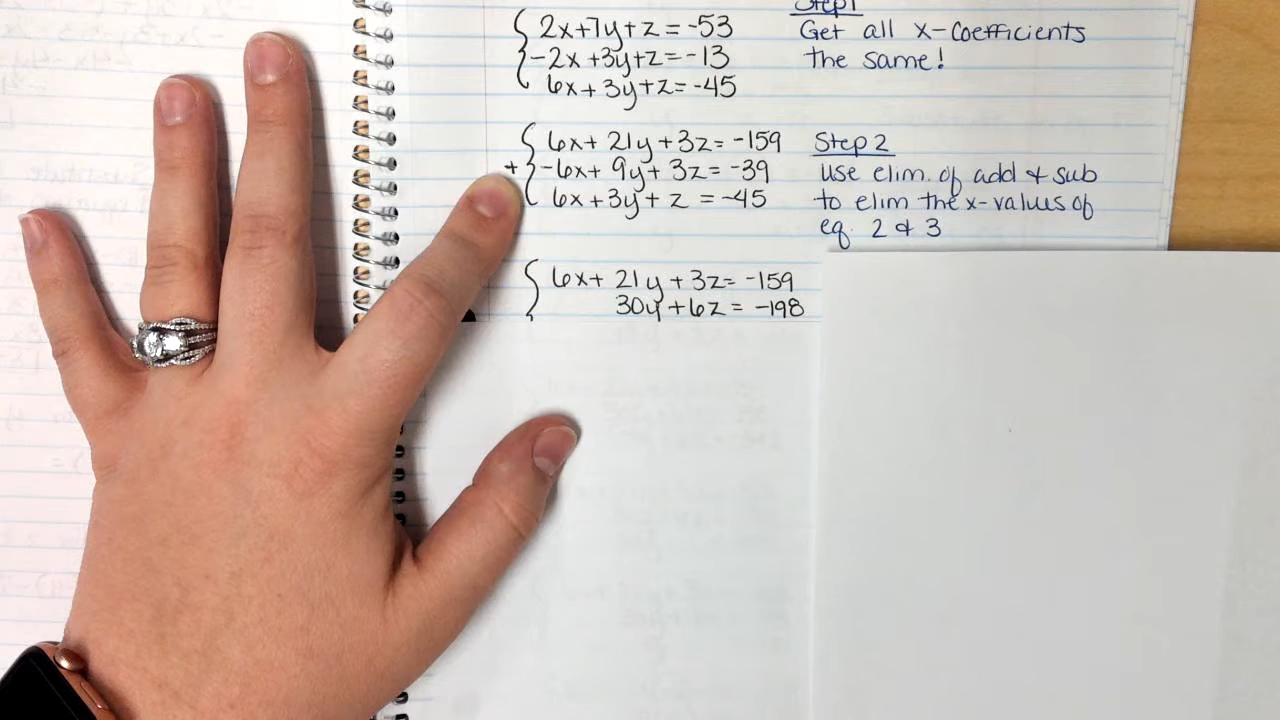 2x+7y+z=-53
-2x+3y+z=-13
6x+3y+z=-45
Step 1
Get all x-coefficients
the same!
6x+21y+3z=-159
+ -6x+9y+3z=-39
6x+3y+z=-45
Step 2
Use elim. of add & sub
to elim the x-values of
eq. 2 & 3
6x+21y+3z=-159
30y+6z=-198